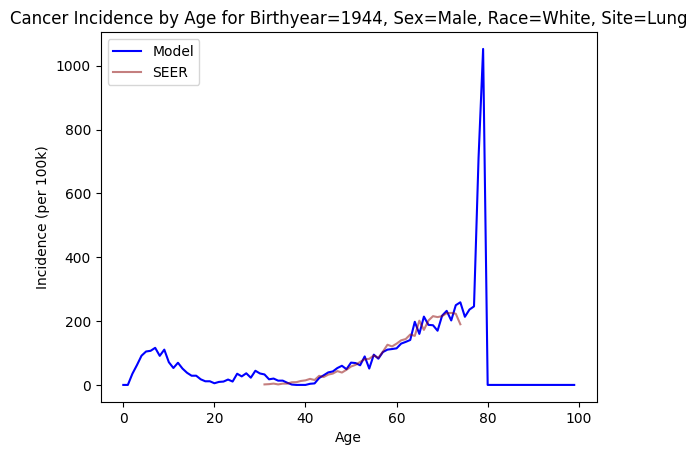 Cancer Incidence by Age for Birthyear=1944, Sex=Male, Race=White, Site=Lung
Model
SEER
1000
800
600
400
200
0
Incidence (per 100k)
0 20 40 60 80 100
Age